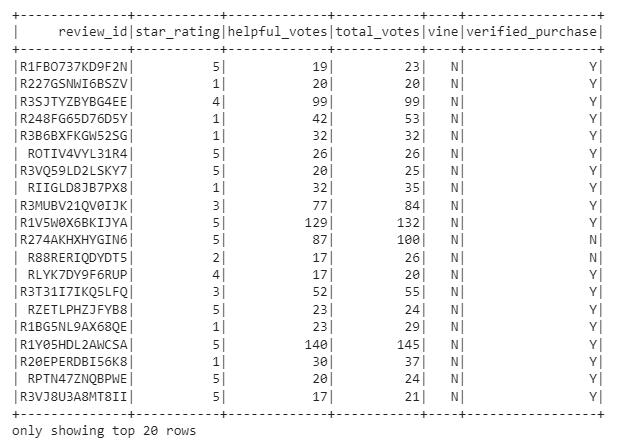 +--------------+-----------+-------------+-----------+----+-----------------+
|     review_id|star_rating|helpful_votes|total_votes|vine|verified_purchase|
+--------------+-----------+-------------+-----------+----+-----------------+
|R1FBO737KD9F2N|          5|           19|         23|   N|                Y|
|R227GSNWI6BSZV|          1|           20|         20|   N|                Y|
|R3SJTYZBYBG4EE|          4|           99|         99|   N|                Y|
|R248FG65D76D5Y|          1|           42|         53|   N|                Y|
|R3B6BXFKGW52SG|          1|           32|         32|   N|                Y|
| ROTIV4VYL31R4|          5|           26|         26|   N|                Y|
|R3VQ59LD2LSKY7|          5|           20|         25|   N|                Y|
| RIIGLD8JB7PX8|          1|           32|         35|   N|                Y|
|R3MUBV21QV0IJK|          3|           77|         84|   N|                Y|
|R1V5W0X6BKIJYA|          5|          129|        132|   N|                Y|
|R274AKHXHYGIN6|          5|           87|        100|   N|                N|
| R88RERIQDYDT5|          2|           17|         26|   N|                Y|
| RLYK7DY9F6RUP|          4|           17|         20|   N|                Y|
|R3T31I7IKQ5LFQ|          3|           52|         55|   N|                Y|
| RZETLPHZJFYB8|          5|           23|         24|   N|                Y|
|R1BG5NL9AX68QE|          1|           23|         29|   N|                Y|
|R1Y05HDL2AWCSA|          5|          140|        145|   N|                Y|
|R20EPERDBI56K8|          1|           30|         37|   N|                Y|
| RPTN47ZNQBPWE|          5|           20|         24|   N|                Y|
|R3VJ8U3A8MT8II|          5|           17|         21|   N|                Y|
+--------------+-----------+-------------+-----------+----+-----------------+
only showing top 20 rows